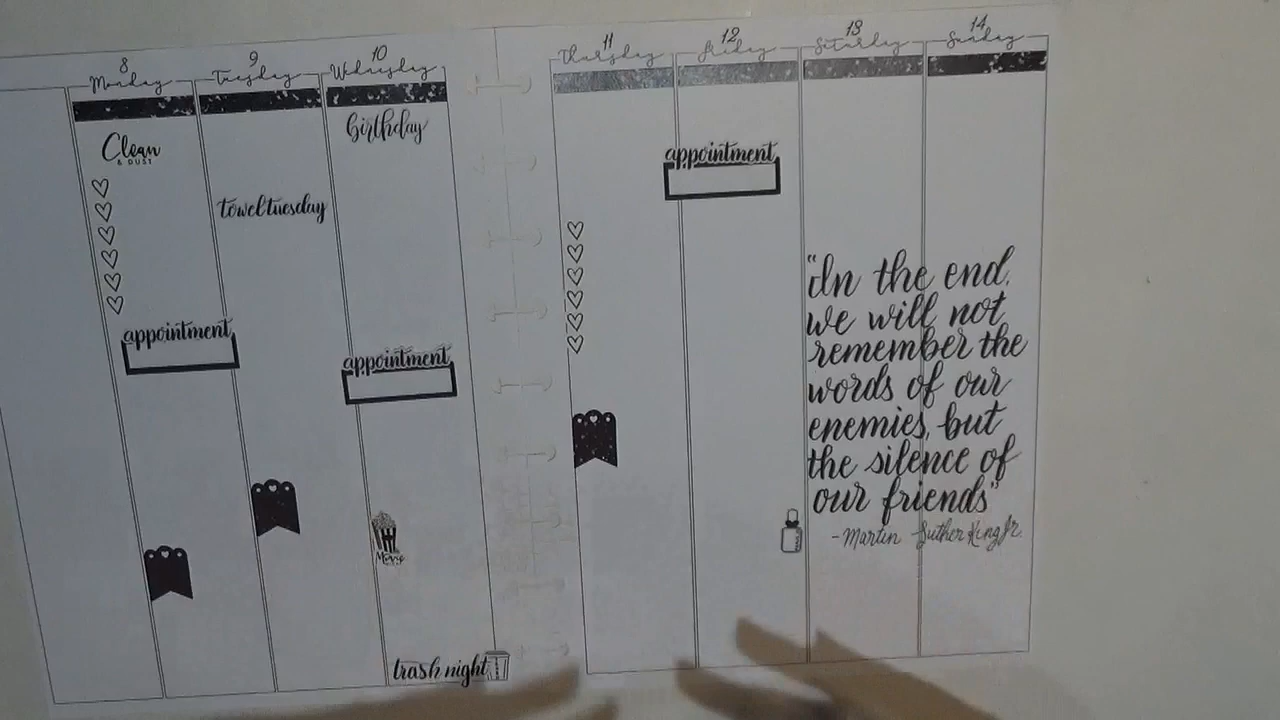 8
Monday
9
Tuesday
10
Wednesday
11
Thursday
12
friday
13
Saturday
14
Sunday
Clean
& DUST
appointment
towel tuesday
birthday
appointment
Movie
trash night
appointment
"In the end,
we will not
remember the
words of our
enemies, but
the silence of
our friends"
-Martin Luther King Jr.